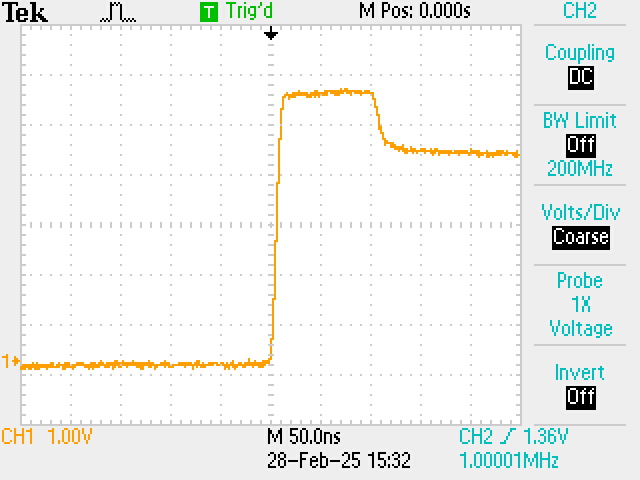 Tek T Trig'd M Pos: 0.000s CH2
Coupling
DC
BW Limit
Off
200MHz
Volts/Div
Coarse
Probe
1X
Voltage
Invert
Off
1
CH1 1.00V M 50.0ns CH2 1.36V
28-Feb-25 15:32 1.00001MHz